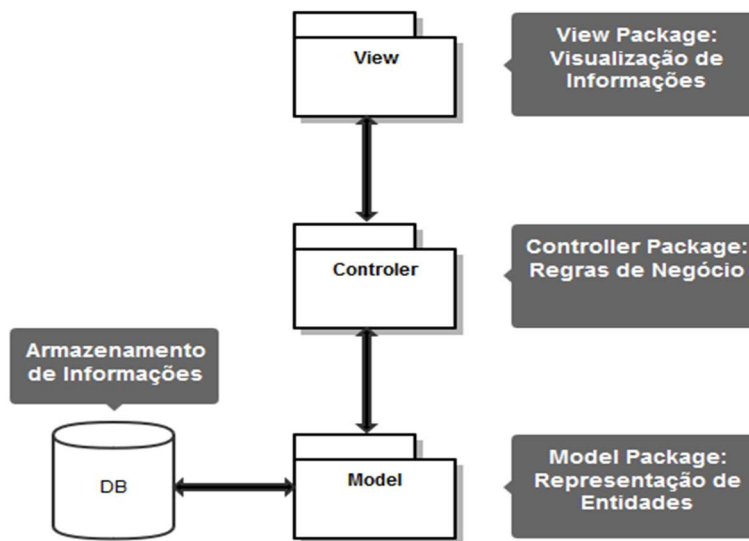 View
View Package:
Visualização de
Informações
Controler
Controller Package:
Regras de Negócio
Armazenamento
de Informações
DB
Model
Model Package:
Representação de
Entidades